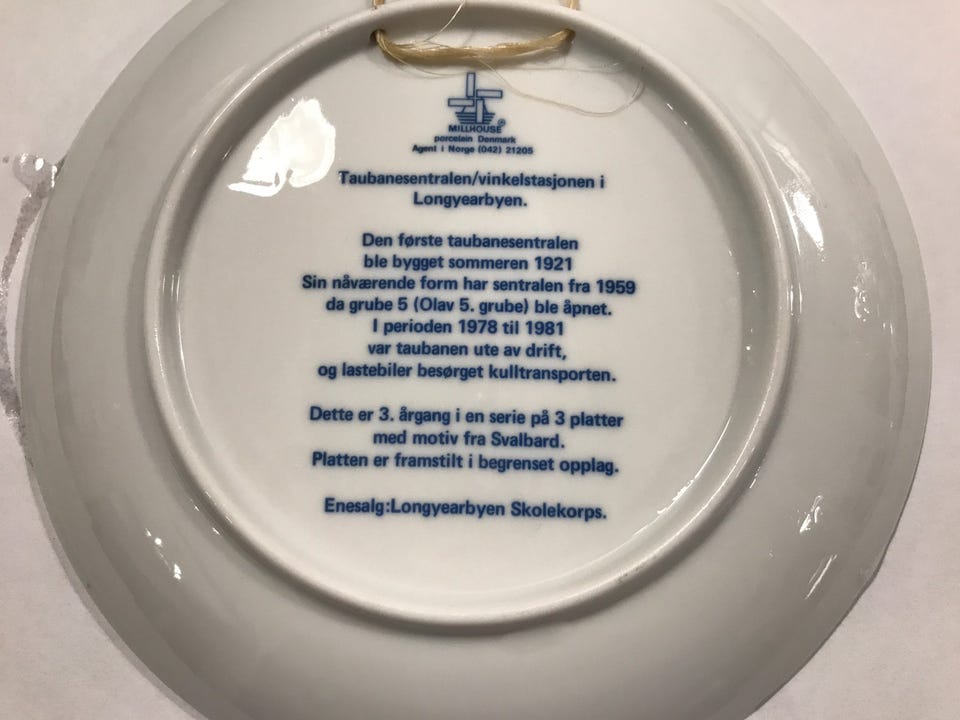 MILLHOUSE
porcelain Denmark
Agent i Norge (042) 21205
Taubanesentralen/vinkelstasjonen i
Longyearbyen.
Den første taubanesentralen
ble bygget sommeren 1921
Sin nåværende form har sentralen fra 1959
da grube 5 (Olav 5. grube) ble åpnet.
I perioden 1978 til 1981
var taubanen ute av drift,
og lastebiler besørget kulltransporten.
Dette er 3. årgang i en serie på 3 platter
med motiv fra Svalbard.
Platten er framstilt i begrenset opplag.
Enesalg:Longyearbyen Skolekorps.